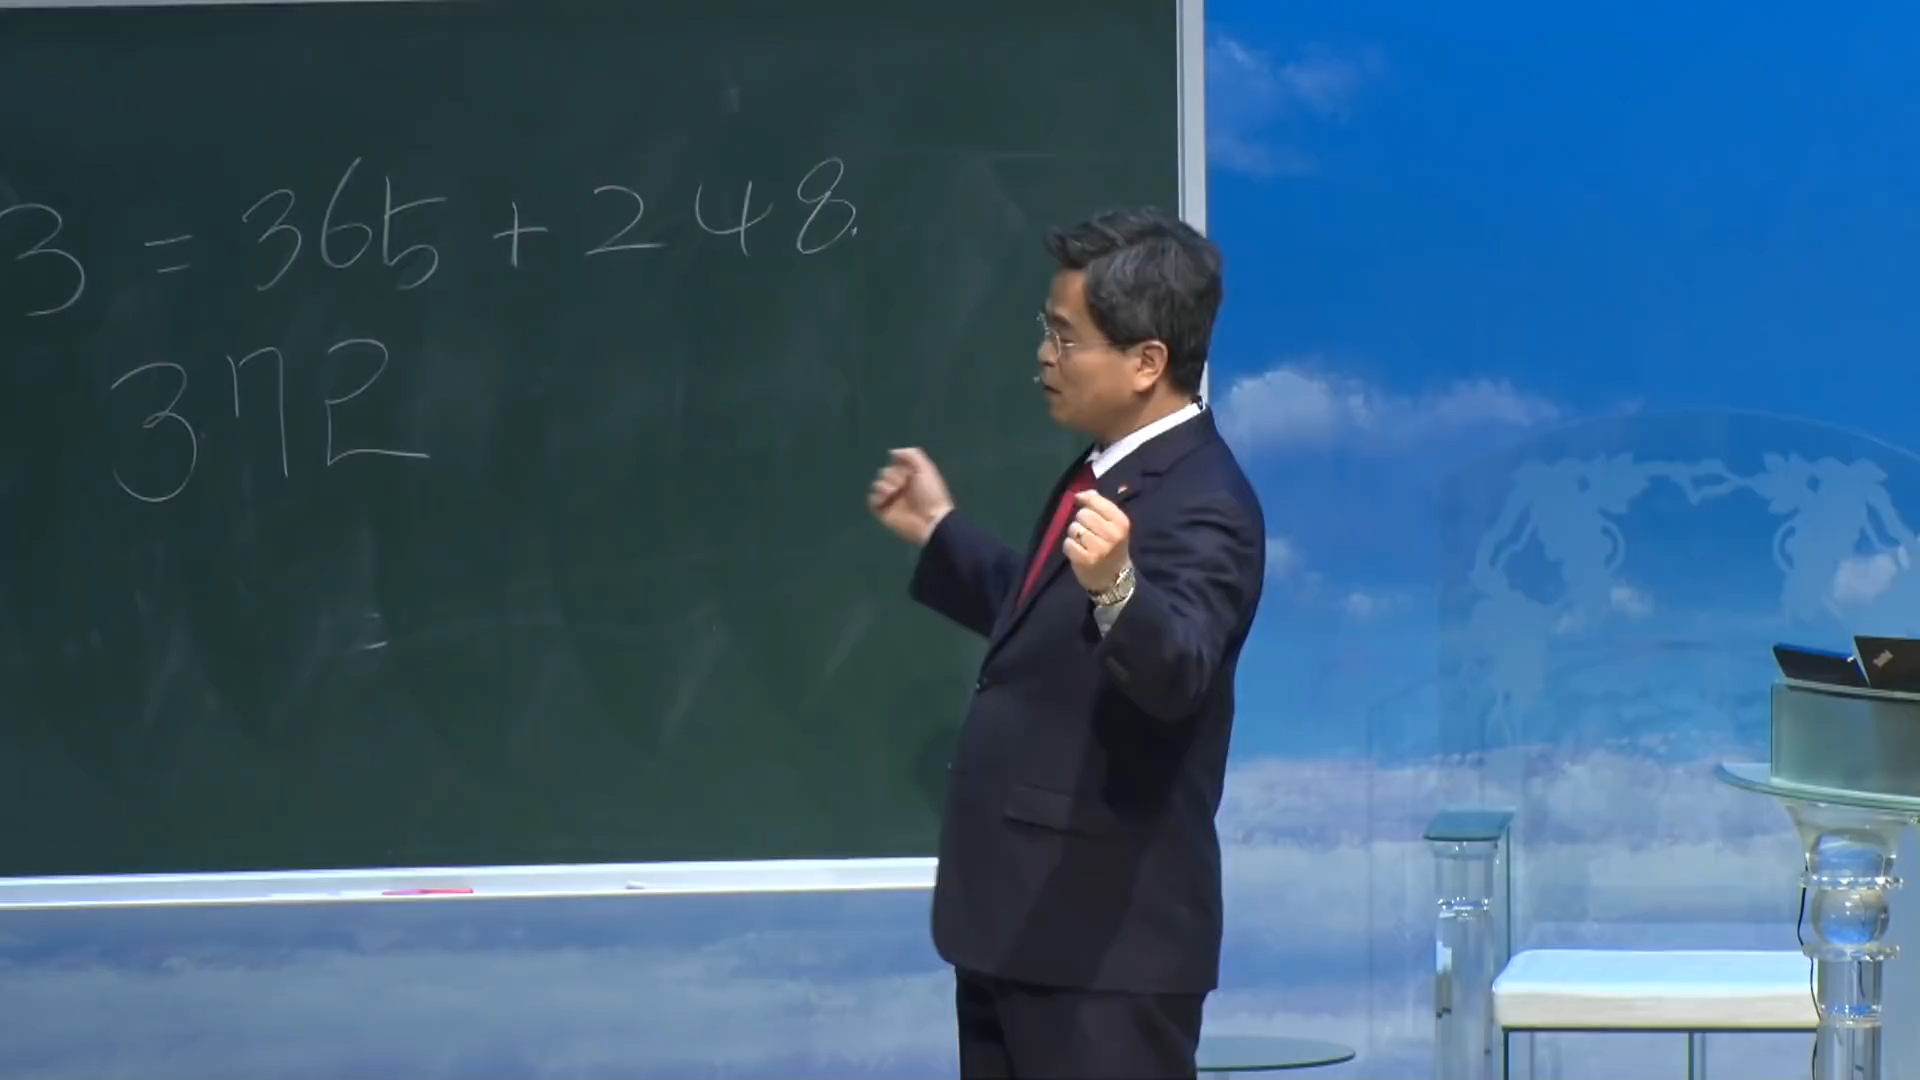 3 = 365 + 248
372